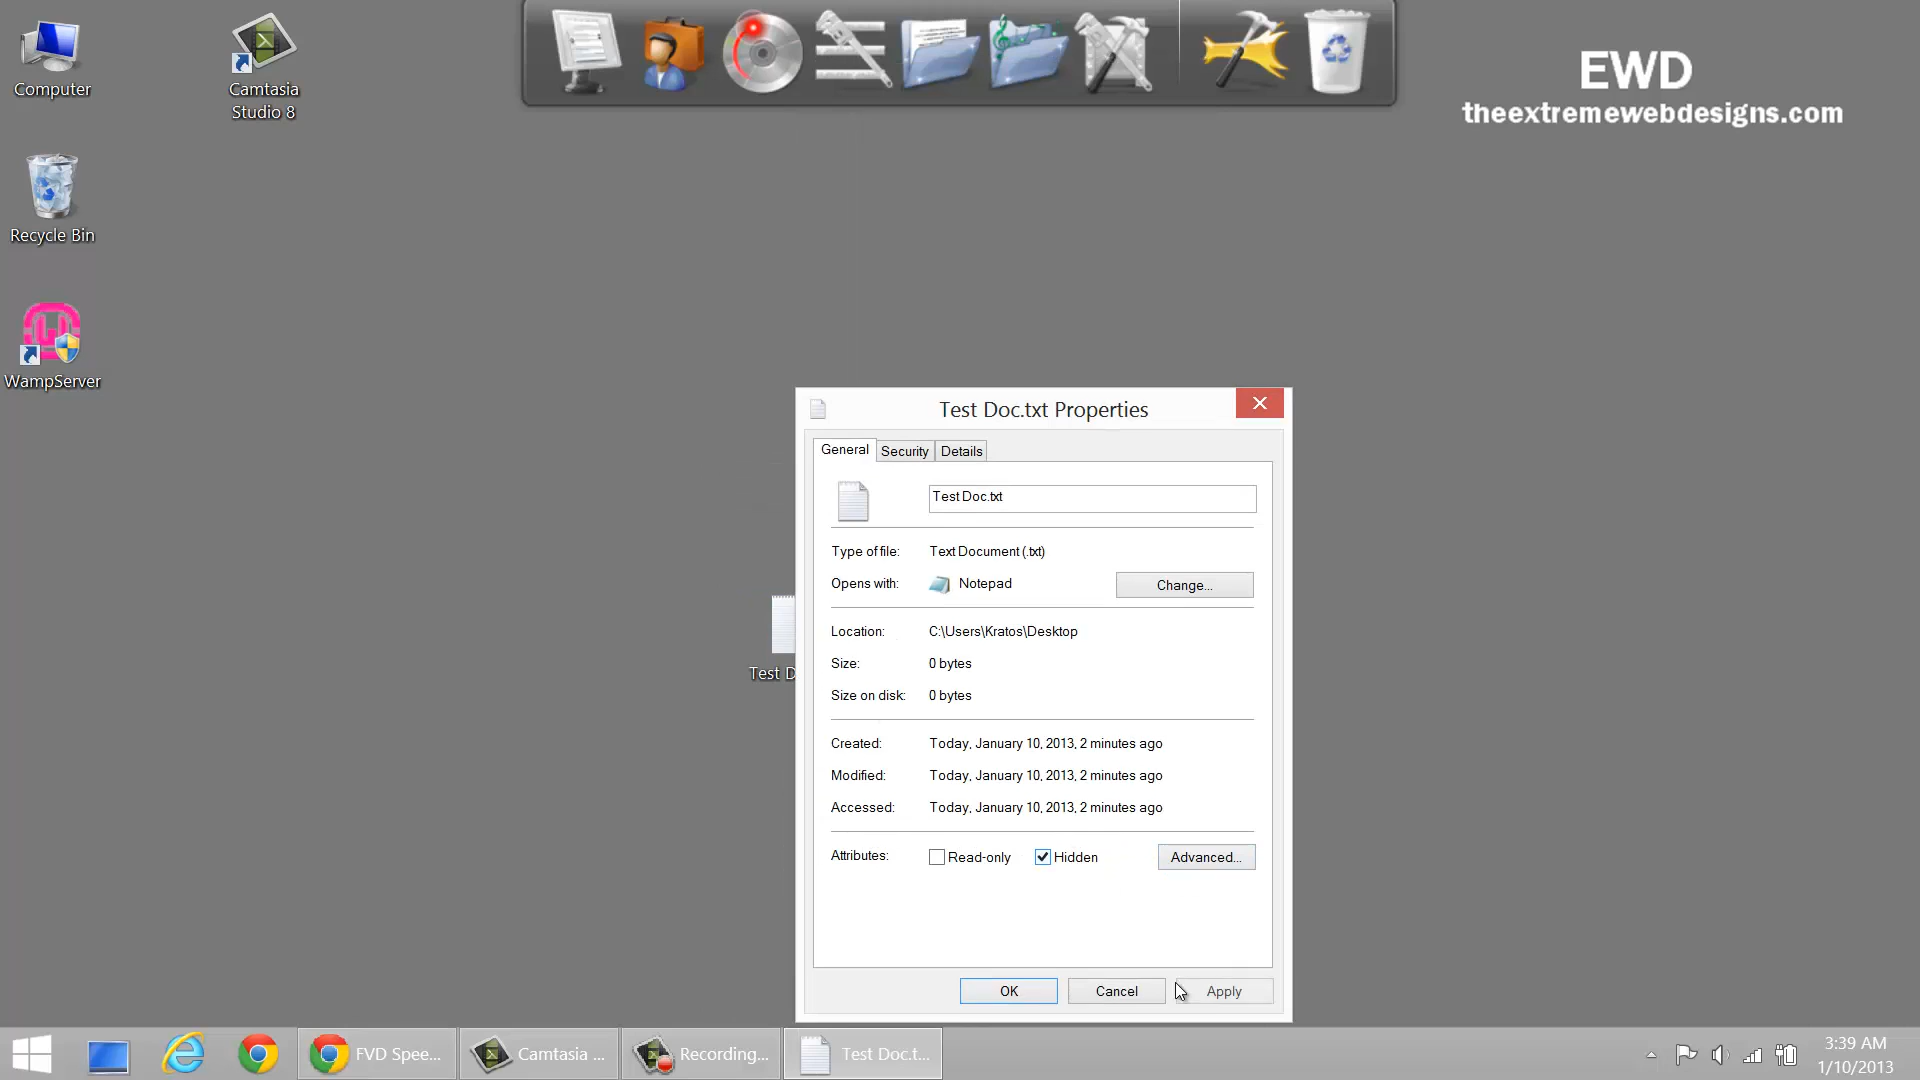 Computer
Camtasia
Studio 8
EWD
theextremewebdesigns.com
Recycle Bin
WampServer
Test D
Test Doc.txt Properties
General
Security
Details
Test Doc.txt
Type of file:
Text Document (.txt)
Opens with:
Notepad
Change...
Location:
C:\Users\Kratos\Desktop
Size:
0 bytes
Size on disk:
0 bytes
Created:
Today, January 10, 2013, 2 minutes ago
Modified:
Today, January 10, 2013, 2 minutes ago
Accessed:
Today, January 10, 2013, 2 minutes ago
Attributes:
Read-only
Hidden
Advanced...
OK
Cancel
Apply
FVD Spee...
Camtasia ...
Recording...
Test Doc.t...
3:39 AM
1/10/2013